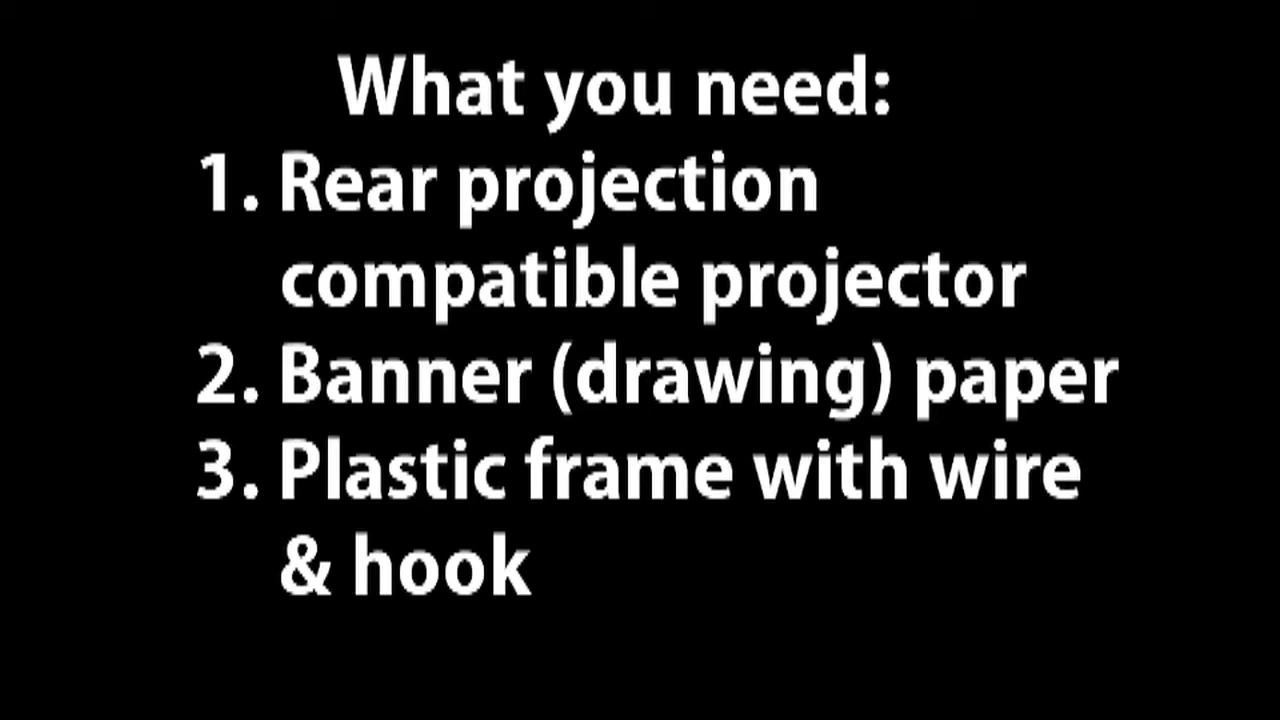 What you need:
1. Rear projection
compatible projector
2. Banner (drawing) paper
3. Plastic frame with wire
& hook